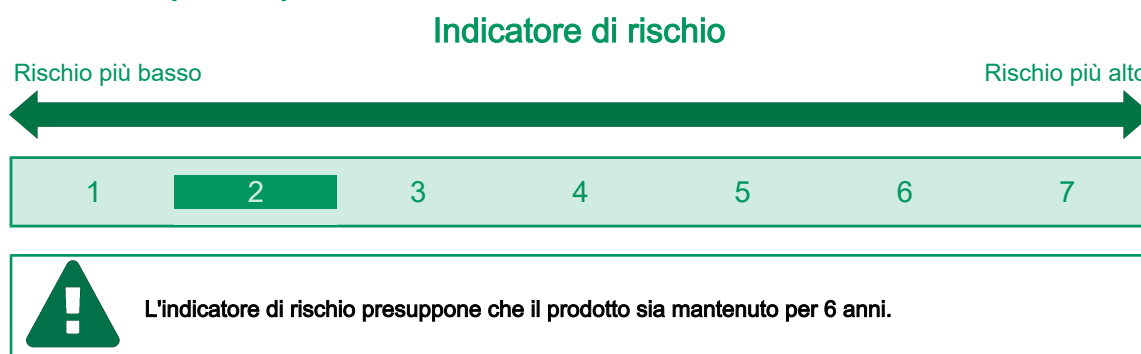 Indicatore di rischio
Rischio più basso Rischio più alto
1 2 3 4 5 6 7
L'indicatore di rischio presuppone che il prodotto sia mantenuto per 6 anni.